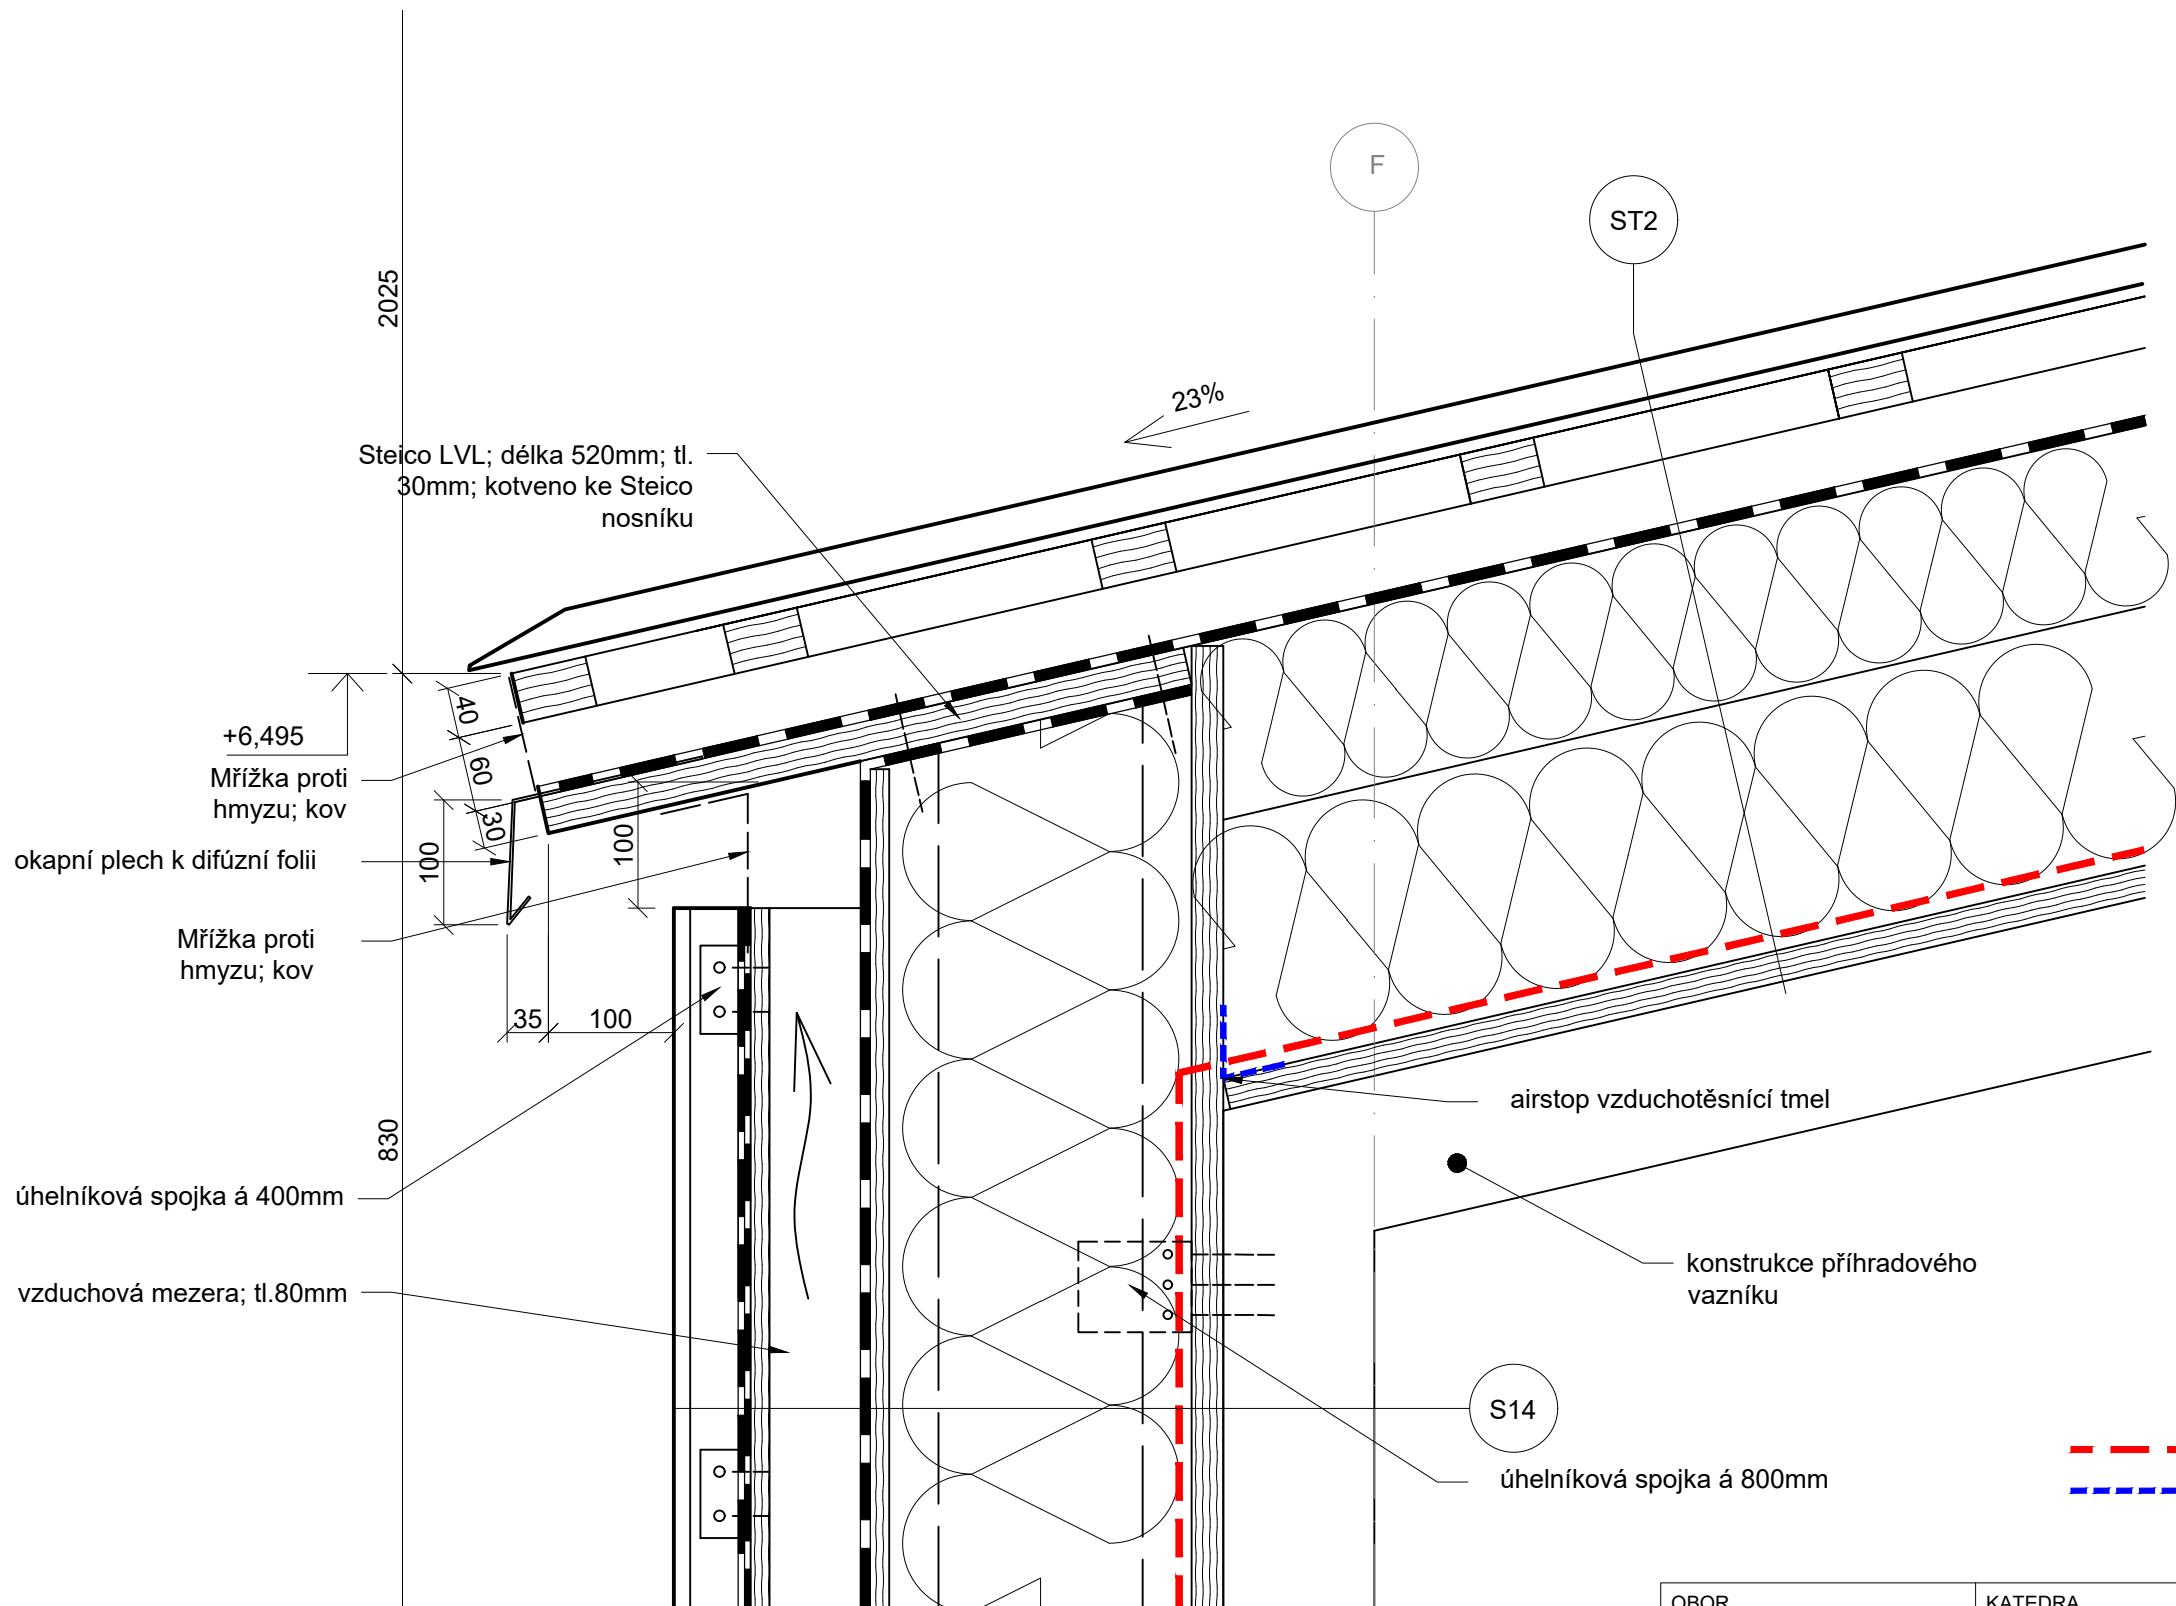 F
ST2
2025
23%
Steico LVL; délka 520mm; tl.
30mm; kotveno ke Steico
nosníku
40
+6,495
60
Mřížka proti
hmyzu; kov
30
100
100
okapní plech k difúzní folii
Mřížka proti
hmyzu; kov
35
100
airstop vzduchotěsnící tmel
830
úhelníková spojka á 400mm
konstrukce příhradového
vazníku
vzduchová mezera; tl.80mm
S14
úhelníková spojka á 800mm
OBOR
KATEDRA